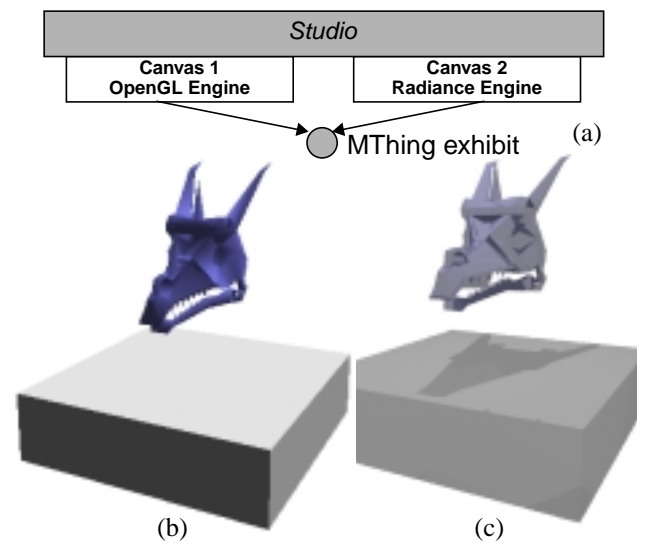 Studio
Canvas 1
OpenGL Engine
Canvas 2
Radiance Engine
(a)
MThing exhibit
(b)
(c)